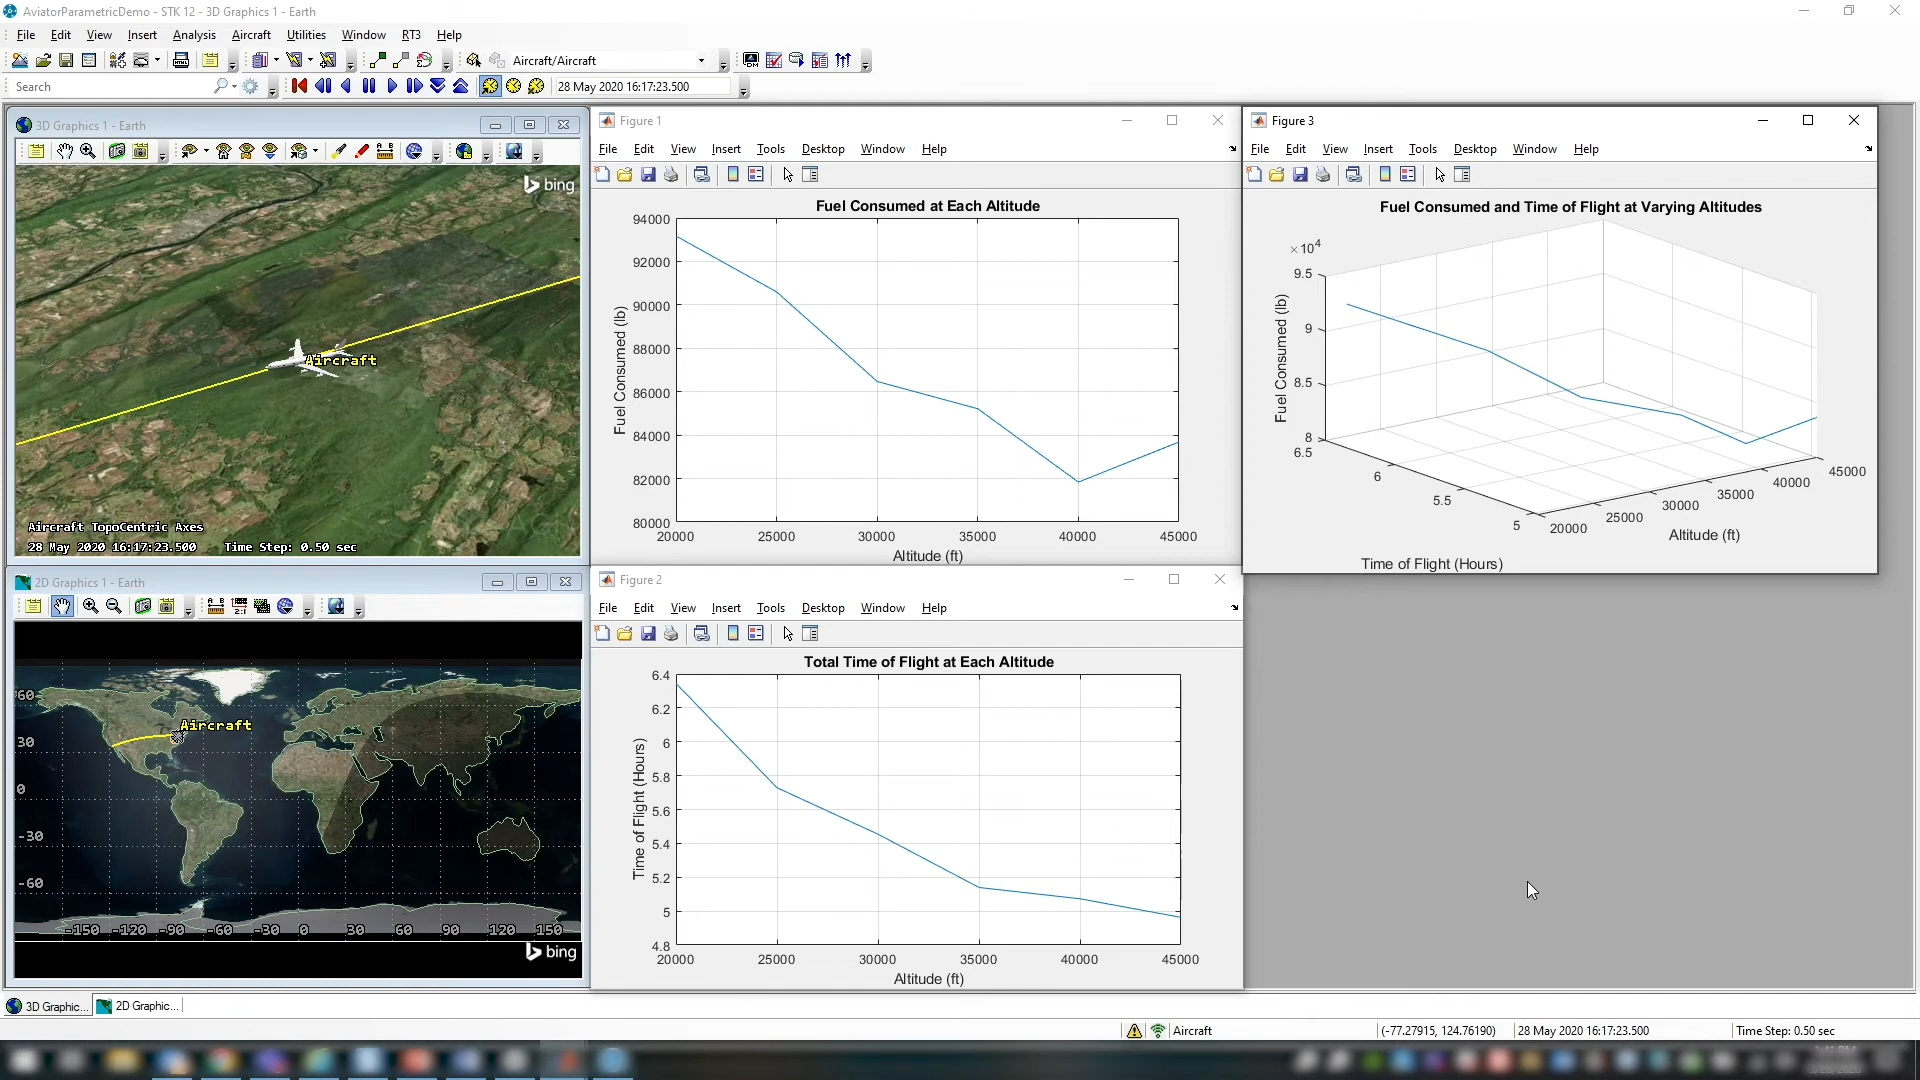 AviatorParametricDemo - STK 12 - 3D Graphics 1 - Earth
File Edit View Insert Analysis Aircraft Utilities Window RT3 Help
Aircraft/Aircraft
Search
28 May 2020 16:17:23.500
3D Graphics 1 - Earth
bing
Aircraft
Aircraft TopoCentric Axes
28 May 2020 16:17:23.500 Time Step: 0.50 sec
2D Graphics 1 - Earth
Aircraft
60
30
0
-30
-60
-150 -120 -90 -60 -30 0 30 60 90 120 150
bing
Figure 1
File Edit View Insert Tools Desktop Window Help
Fuel Consumed at Each Altitude
94000
92000
90000
88000
86000
84000
82000
80000
Fuel Consumed (lb)
20000 25000 30000 35000 40000 45000
Altitude (ft)
Figure 2
File Edit View Insert Tools Desktop Window Help
Total Time of Flight at Each Altitude
6.4
6.2
6
5.8
5.6
5.4
5.2
5
4.8
Time of Flight (Hours)
20000 25000 30000 35000 40000 45000
Altitude (ft)
Figure 3
File Edit View Insert Tools Desktop Window Help
Fuel Consumed and Time of Flight at Varying Altitudes
×10⁴
9.5
9
8.5
8
Fuel Consumed (lb)
6.5
6
5.5
5
Time of Flight (Hours)
20000 25000 30000 35000 40000 45000
Altitude (ft)
3D Graphic... 2D Graphic...
Aircraft (-77.27915, 124.76190) 28 May 2020 16:17:23.500 Time Step: 0.50 sec